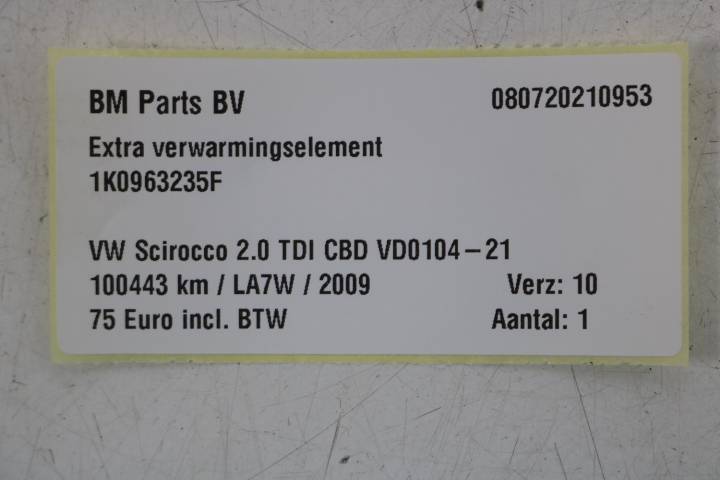 BM Parts BV 080720210953
Extra verwarmingselement
1K0963235F
VW Scirocco 2.0 TDI CBD VD0104-21
100443 km / LA7W / 2009 Verz: 10
75 Euro incl. BTW Aantal: 1